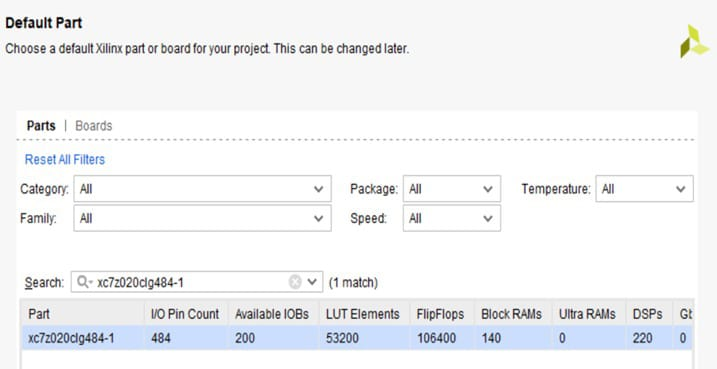 Default Part
Choose a default Xilinx part or board for your project. This can be changed later.
Parts | Boards
Reset All Filters
Category: All Package: All Temperature: All
Family: All Speed: All
Search: xc7z020clg484-1 (1 match)
Part I/O Pin Count Available IOBs LUT Elements FlipFlops Block RAMs Ultra RAMs DSPs
xc7z020clg484-1 484 200 53200 106400 140 0 220 0